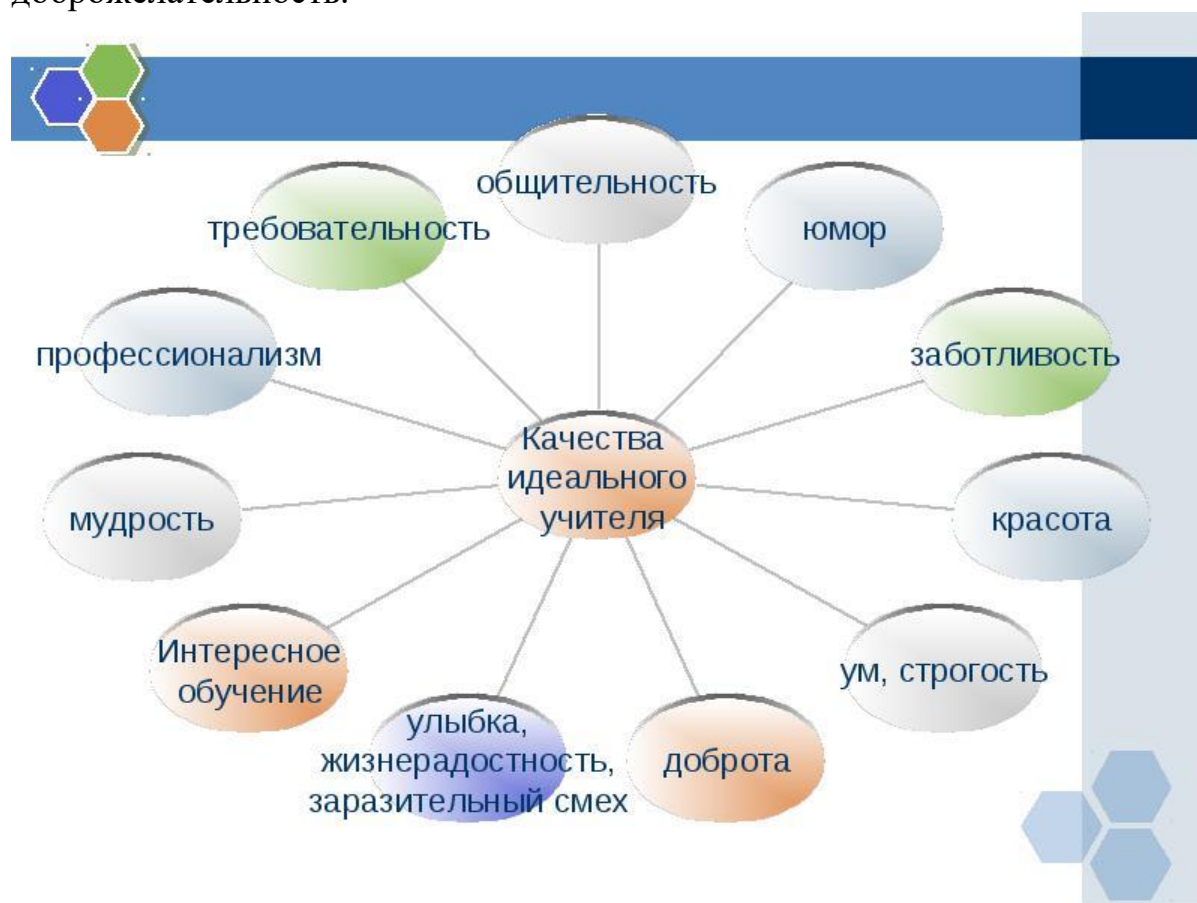 доброжелательность.
общительность
требовательность
юмор
профессионализм
заботливость
Качества
идеального
учителя
мудрость
красота
Интересное
обучение
ум, строгость
улыбка,
жизнерадостность,
заразительный смех
доброта